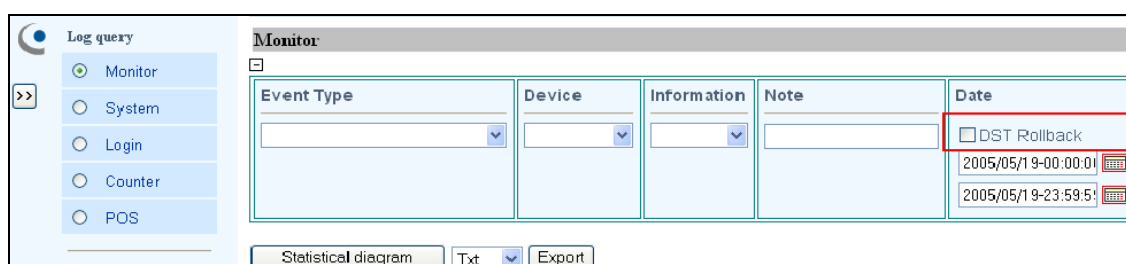 Log query
Monitor
System
Login
Counter
POS
>>
Monitor
Event Type
Device
Information
Note
Date
DST Rollback
2005/05/19-00:00:0
2005/05/19-23:59:5
Statistical diagram
Txt
Export